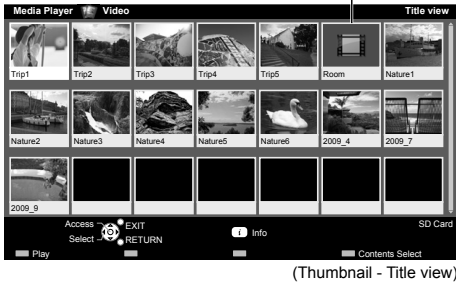 Media Player Video Title view
Trip1 Trip2 Trip3 Trip4 Trip5 Room Nature1
Nature2 Nature3 Nature4 Nature5 Nature6 2009_4 2009_7
2009_9
Access EXIT SD Card
Select RETURN i Info
Play Contents Select
(Thumbnail - Title view)